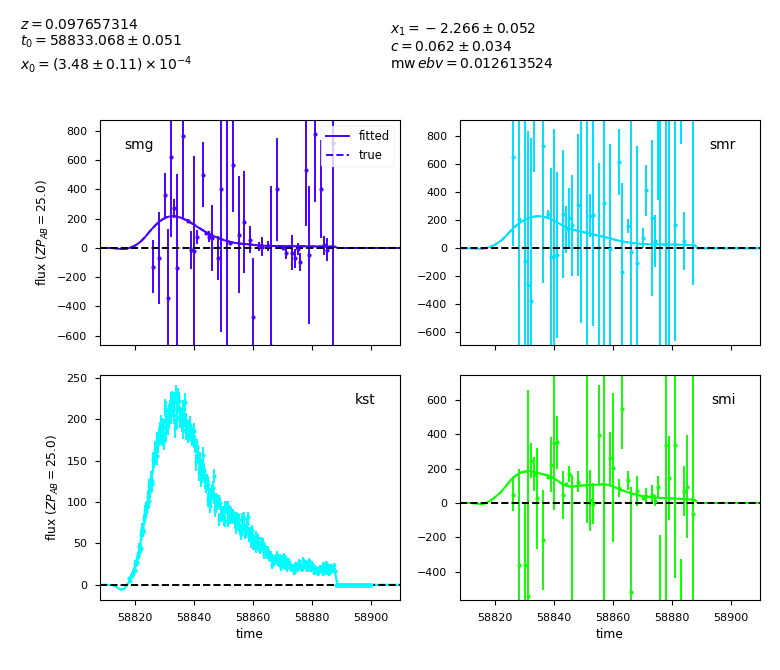 z = 0.097657314
t₀ = 58833.068 ± 0.051
x₀ = (3.48 ± 0.11) × 10⁻⁴
x₁ = −2.266 ± 0.052
c = 0.062 ± 0.034
mw ebv = 0.012613524
smg
fitted
true
flux (ZP_AB = 25.0)
800
600
400
200
0
−200
−400
−600
smr
800
600
400
200
0
−200
−400
−600
kst
flux (ZP_AB = 25.0)
250
200
150
100
50
0
58820 58840 58860 58880 58900
time
smi
600
400
200
0
−200
−400
58820 58840 58860 58880 58900
time